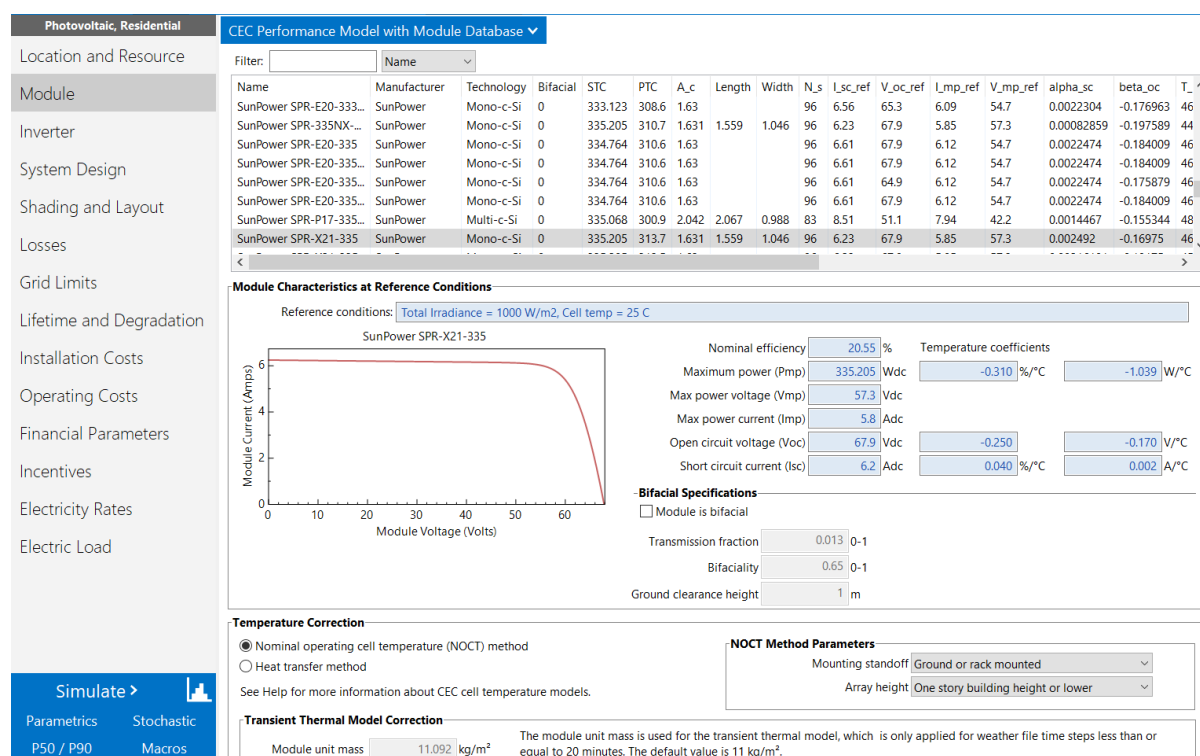 Photovoltaic, Residential
Location and Resource
Module
Inverter
System Design
Shading and Layout
Losses
Grid Limits
Lifetime and Degradation
Installation Costs
Operating Costs
Financial Parameters
Incentives
Electricity Rates
Electric Load
Simulate >
Parametrics Stochastic
P50 / P90 Macros
CEC Performance Model with Module Database
Filter: Name
Name Manufacturer Technology Bifacial STC PTC A_c Length Width N_s I_sc_ref V_oc_ref I_mp_ref V_mp_ref alpha_sc beta_oc T_
SunPower SPR-E20-333... SunPower Mono-c-Si 0 333.123 308.6 1.63 96 6.56 65.3 6.09 54.7 0.0022304 -0.176963 46
SunPower SPR-335NX-... SunPower Mono-c-Si 0 335.205 310.7 1.631 1.559 1.046 96 6.23 67.9 5.85 57.3 0.00082859 -0.197589 44
SunPower SPR-E20-335 SunPower Mono-c-Si 0 334.764 310.6 1.63 96 6.61 67.9 6.12 54.7 0.0022474 -0.184009 46
SunPower SPR-E20-335... SunPower Mono-c-Si 0 334.764 310.6 1.63 96 6.61 67.9 6.12 54.7 0.0022474 -0.184009 46
SunPower SPR-E20-335... SunPower Mono-c-Si 0 334.764 310.6 1.63 96 6.61 64.9 6.12 54.7 0.0022474 -0.175879 46
SunPower SPR-E20-335... SunPower Mono-c-Si 0 334.764 310.6 1.63 96 6.61 67.9 6.12 54.7 0.0022474 -0.184009 46
SunPower SPR-P17-335... SunPower Multi-c-Si 0 335.068 300.9 2.042 2.067 0.988 83 8.51 51.1 7.94 42.2 0.0014467 -0.155344 48
SunPower SPR-X21-335 SunPower Mono-c-Si 0 335.205 313.7 1.631 1.559 1.046 96 6.23 67.9 5.85 57.3 0.002492 -0.16975 46
Module Characteristics at Reference Conditions
Reference conditions: Total Irradiance = 1000 W/m2, Cell temp = 25 C
SunPower SPR-X21-335
Module Current (Amps)
6
4
2
0
0 10 20 30 40 50 60
Module Voltage (Volts)
Nominal efficiency 20.55 % Temperature coefficients
Maximum power (Pmp) 335.205 Wdc -0.310 %/°C -1.039 W/°C
Max power voltage (Vmp) 57.3 Vdc
Max power current (Imp) 5.8 Adc
Open circuit voltage (Voc) 67.9 Vdc -0.250 -0.170 V/°C
Short circuit current (Isc) 6.2 Adc 0.040 %/°C 0.002 A/°C
Bifacial Specifications
Module is bifacial
Transmission fraction 0.013 0-1
Bifaciality 0.65 0-1
Ground clearance height 1 m
Temperature Correction
Nominal operating cell temperature (NOCT) method
Heat transfer method
See Help for more information about CEC cell temperature models.
NOCT Method Parameters
Mounting standoff Ground or rack mounted
Array height One story building height or lower
Transient Thermal Model Correction
Module unit mass 11.092 kg/m²
The module unit mass is used for the transient thermal model, which is only applied for weather file time steps less than or
equal to 20 minutes. The default value is 11 kg/m².